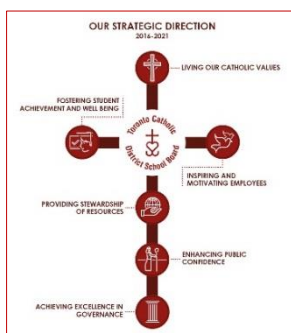 OUR STRATEGIC DIRECTION
2016-2021
LIVING OUR CATHOLIC VALUES
FOSTERING STUDENT
ACHIEVEMENT AND WELL BEING
Toronto Catholic
District School Board
INSPIRING AND
MOTIVATING EMPLOYEES
PROVIDING STEWARDSHIP
OF RESOURCES
ENHANCING PUBLIC
CONFIDENCE
ACHIEVING EXCELLENCE IN
GOVERNANCE